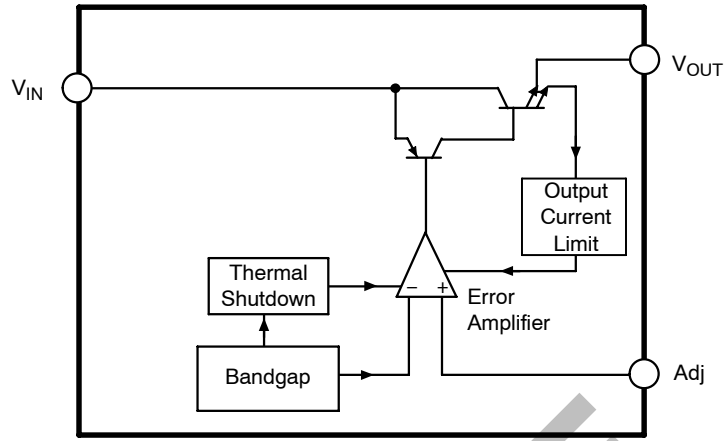 V_IN
V_OUT
Output
Current
Limit
Thermal
Shutdown
− +
Error
Amplifier
Bandgap
Adj